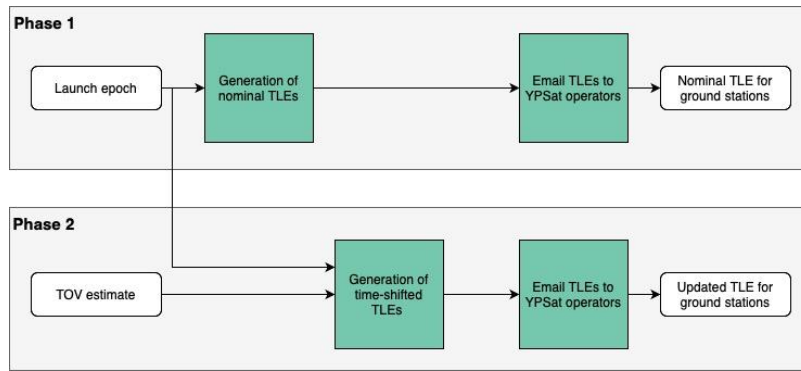 Phase 1
Launch epoch
Generation of
nominal TLEs
Email TLEs to
YPSat operators
Nominal TLE for
ground stations
Phase 2
TOV estimate
Generation of
time-shifted
TLEs
Email TLEs to
YPSat operators
Updated TLE for
ground stations